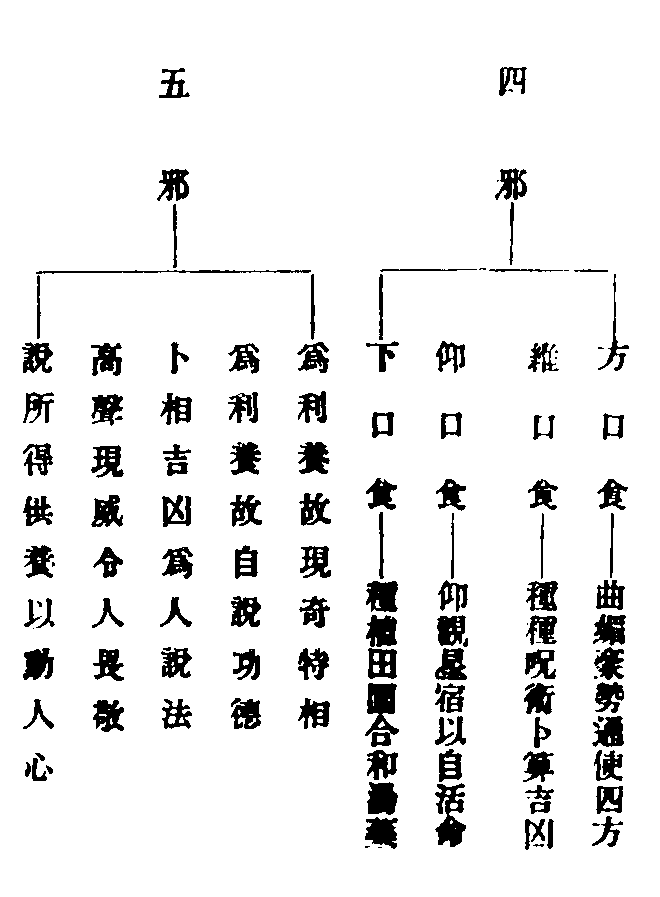 四邪
方口食
曲媚豪勢通使四方
維口食
種種呪術卜算吉凶
仰口食
仰觀星宿以自活命
下口食
種植田園合和湯藥
五邪
爲利養故現奇特相
爲利養故自說功德
卜相吉凶爲人說法
高聲現威令人畏敬
說所得供養以動人心